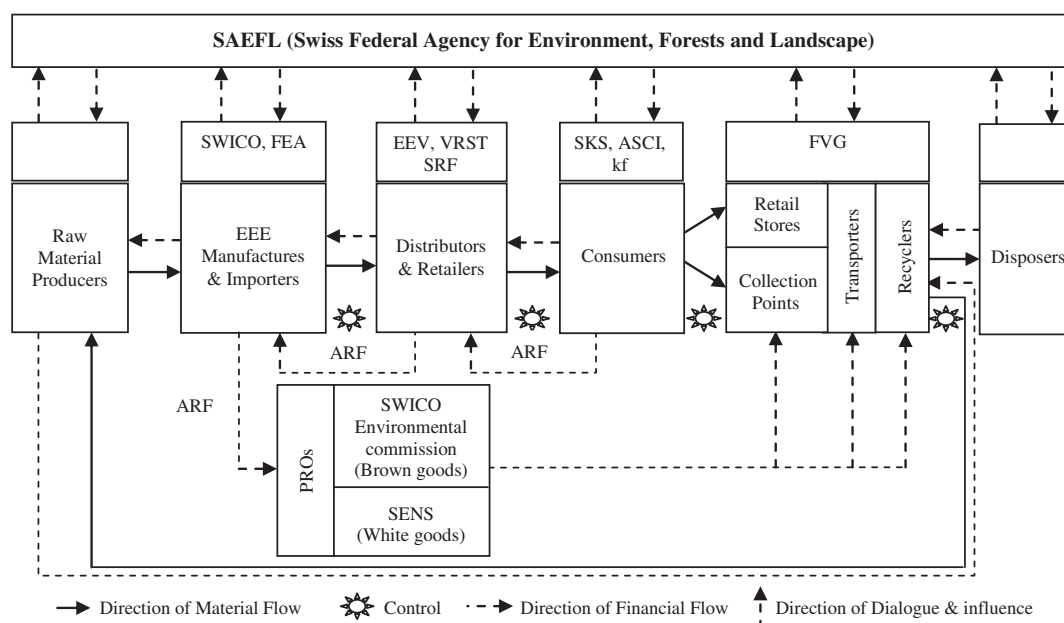 SAEFL (Swiss Federal Agency for Environment, Forests and Landscape)
SWICO, FEA
EEV, VRST
SRF
SKS, ASCI,
kf
FVG
Raw
Material
Producers
EEE
Manufactures
& Importers
Distributors
& Retailers
Consumers
Retail
Stores
Collection
Points
Transporters
Recyclers
Disposers
ARF
ARF
ARF
PROs
SWICO
Environmental
commission
(Brown goods)
SENS
(White goods)
Direction of Material Flow
Control
Direction of Financial Flow
Direction of Dialogue & influence